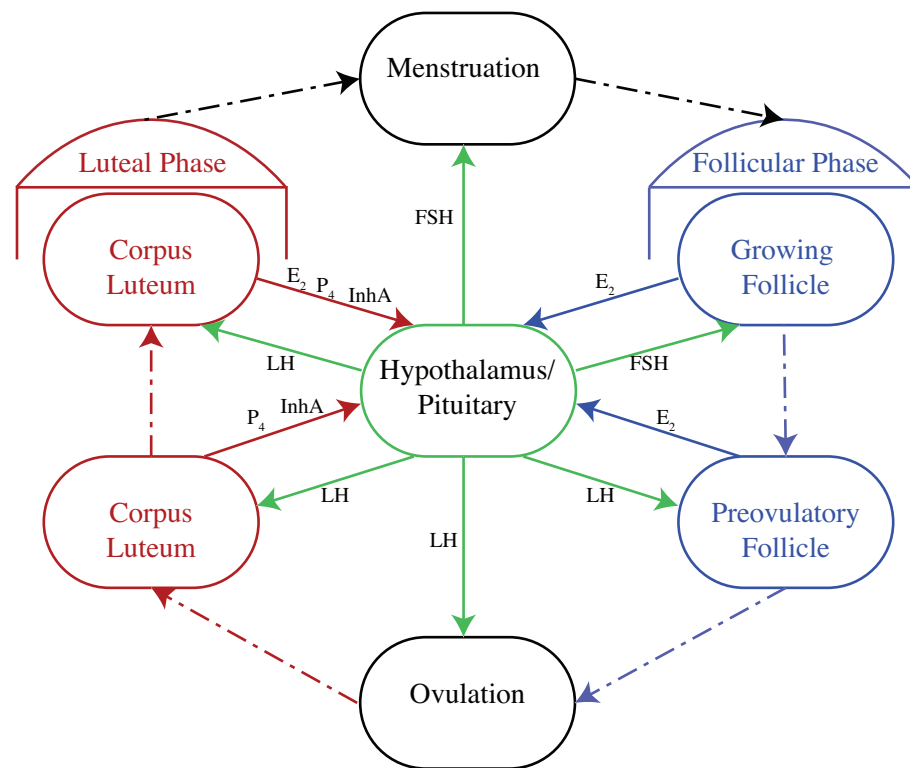 Menstruation
Luteal Phase
Follicular Phase
FSH
Corpus
Luteum
Growing
Follicle
E₂
P₄
InhA
E₂
LH
Hypothalamus/
Pituitary
FSH
InhA
P₄
E₂
LH
LH
LH
Corpus
Luteum
Preovulatory
Follicle
Ovulation